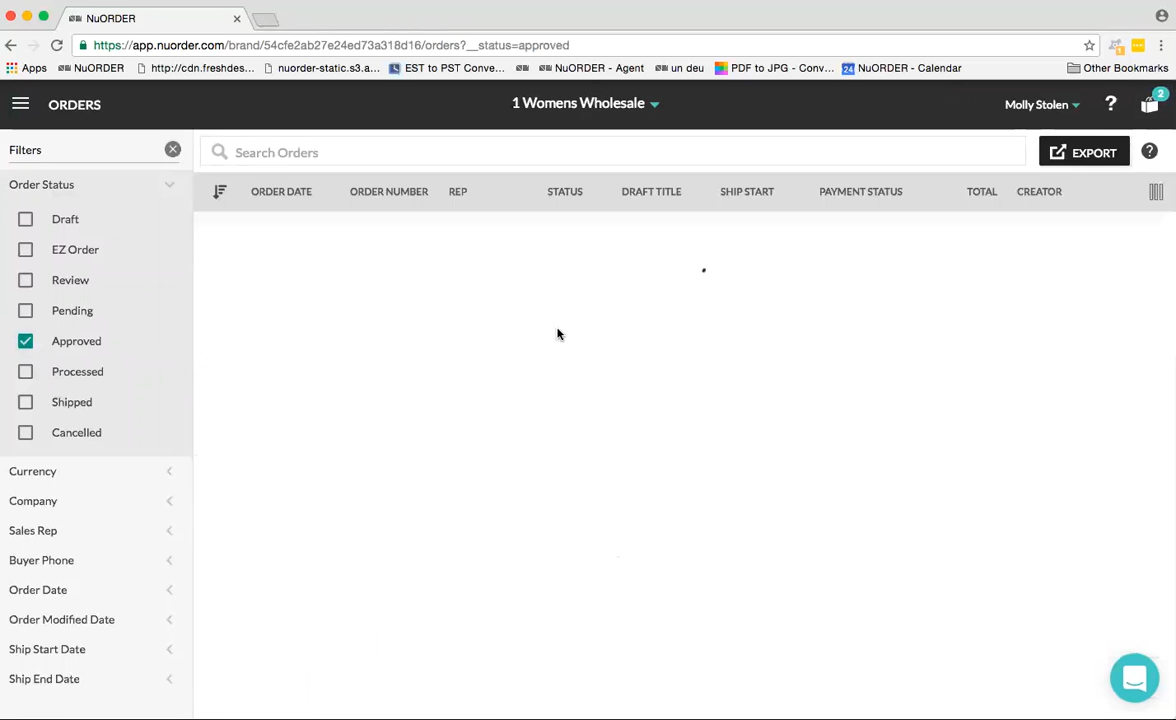 NuORDER
https://app.nuorder.com/brand/54cfe2ab27e24ed73a318d16/orders?__status=approved
Apps NuORDER http://cdn.freshdes... nuorder-static.s3.a... EST to PST Conve... NuORDER - Agent un deu PDF to JPG - Conv... 24 NuORDER - Calendar Other Bookmarks
ORDERS 1 Womens Wholesale Molly Stolen ? 2
Filters Search Orders EXPORT ?
Order Status ORDER DATE ORDER NUMBER REP STATUS DRAFT TITLE SHIP START PAYMENT STATUS TOTAL CREATOR
Draft
EZ Order
Review
Pending
Approved
Processed
Shipped
Cancelled
Currency
Company
Sales Rep
Buyer Phone
Order Date
Order Modified Date
Ship Start Date
Ship End Date